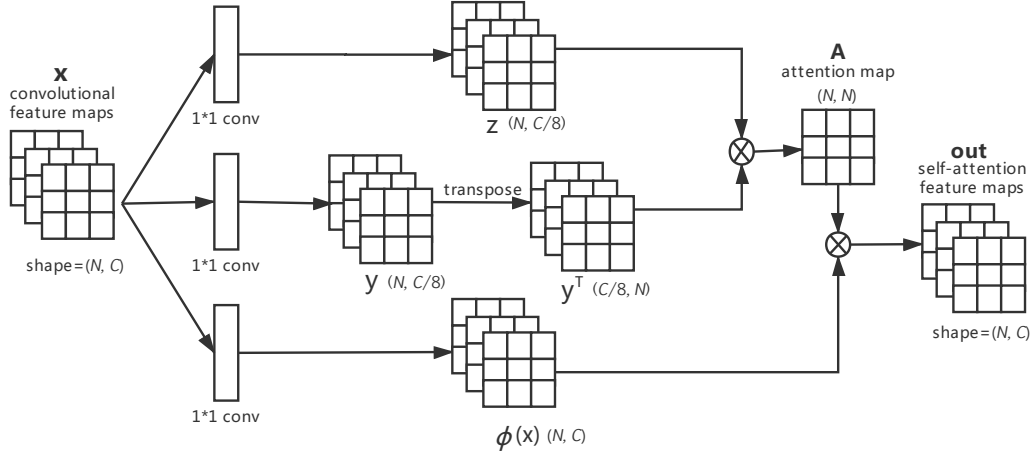 x
convolutional
feature maps
shape=(N, C)
1*1 conv
z (N, C/8)
1*1 conv
y (N, C/8)
transpose
yᵀ (C/8, N)
1*1 conv
ϕ(x) (N, C)
A
attention map
(N, N)
out
self-attention
feature maps
shape=(N, C)